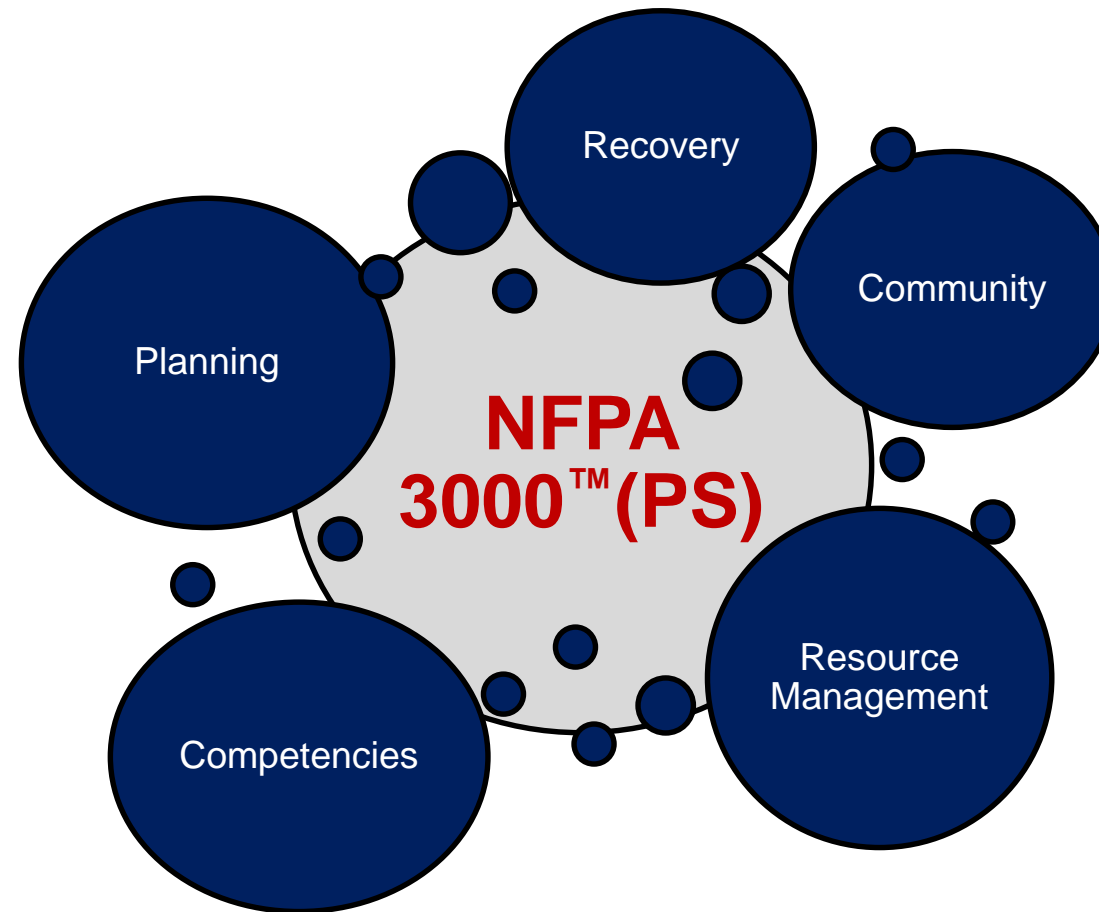 Recovery
Community
Planning
NFPA
3000™(PS)
Resource
Management
Competencies